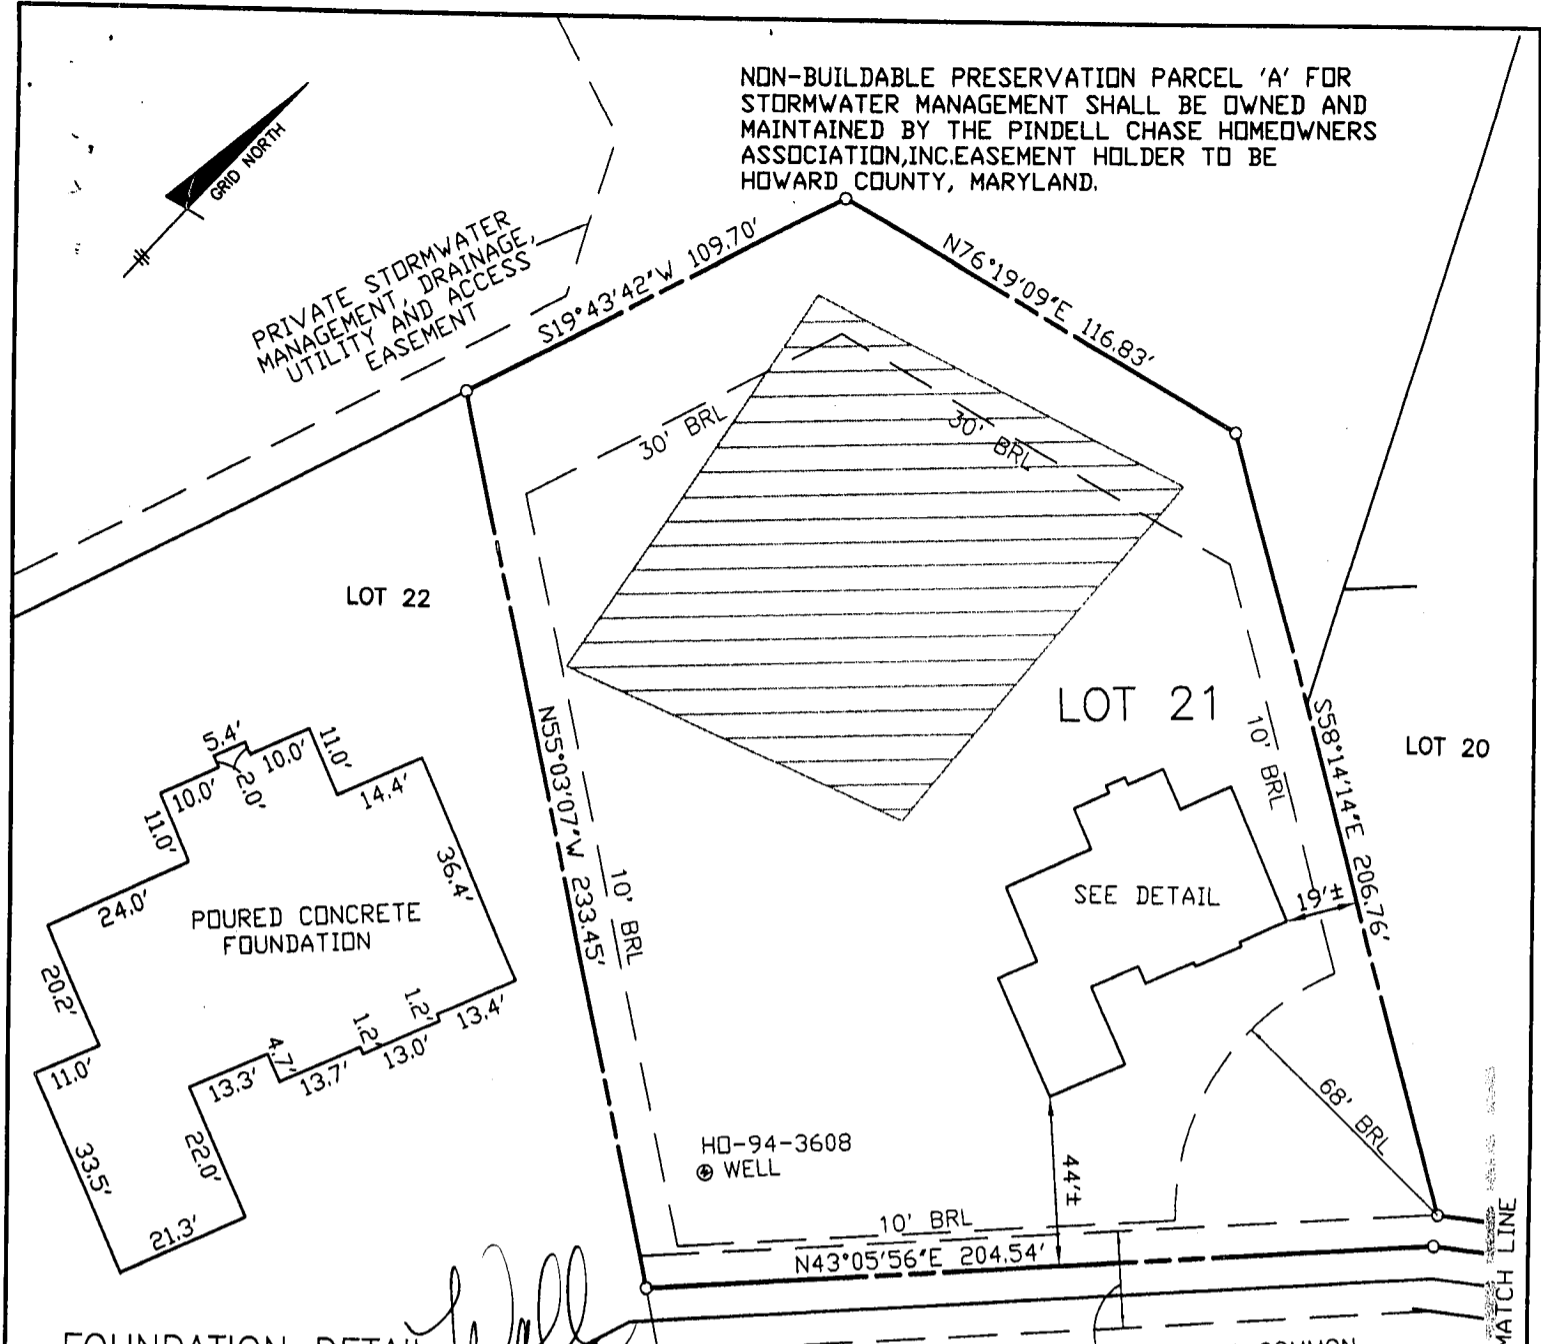 NON-BUILDABLE PRESERVATION PARCEL 'A' FOR
STORMWATER MANAGEMENT SHALL BE OWNED AND
MAINTAINED BY THE PINDELL CHASE HOMEOWNERS
ASSOCIATION,INC.EASEMENT HOLDER TO BE
HOWARD COUNTY, MARYLAND.
GRID NORTH
PRIVATE STORMWATER
MANAGEMENT, DRAINAGE,
UTILITY AND ACCESS
EASEMENT
S19°43'42"W 109.70'
N76°19'09"E 116.83'
30' BRL
30' BRL
LOT 22
LOT 21
LOT 20
N55°03'07"W 233.45'
10' BRL
S58°14'14"E 206.76'
10' BRL
5.4'
10.0'
2.0'
10.0'
11.0'
14.4'
11.0'
36.4'
24.0'
POURED CONCRETE
FOUNDATION
20.2'
11.0'
33.5'
21.3'
22.0'
13.3'
4.7'
13.7'
1.2'
13.0'
1.2'
13.4'
SEE DETAIL
19'±
68' BRL
44'±
HO-94-3608
WELL
10' BRL
N43°05'56"E 204.54'
MATCH LINE
FOUNDATION DETAIL
COMMON